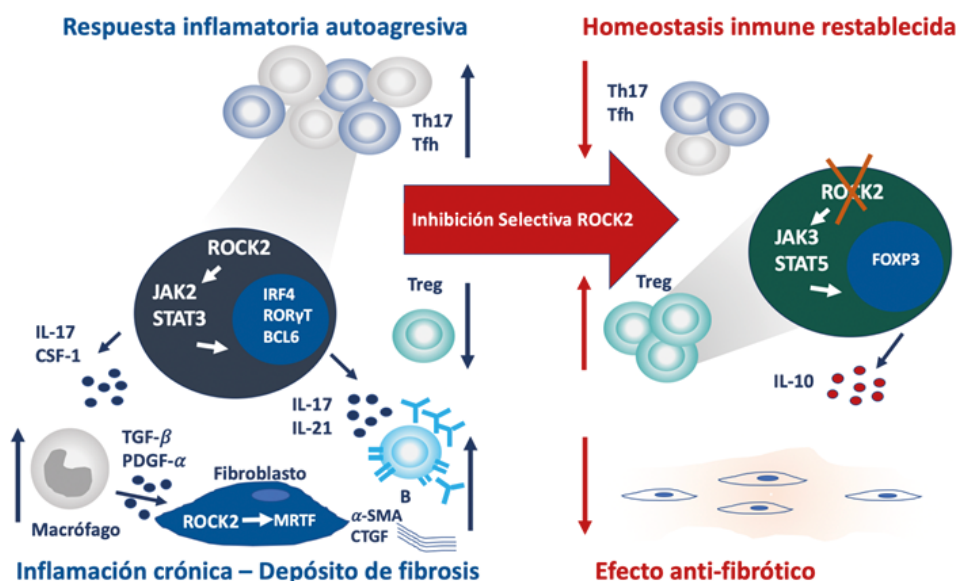 Respuesta inflamatoria autoagresiva
Th17
Tfh
ROCK2
JAK2
STAT3
IRF4
RORγT
BCL6
IL-17
CSF-1
IL-17
IL-21
Treg
TGF-β
PDGF-α
Macrófago
Fibroblasto
ROCK2
MRTF
B
α-SMA
CTGF
Inflamación crónica – Depósito de fibrosis
Inhibición Selectiva ROCK2
Homeostasis inmune restablecida
Th17
Tfh
ROCK2
JAK3
STAT5
FOXP3
Treg
IL-10
Efecto anti-fibrótico